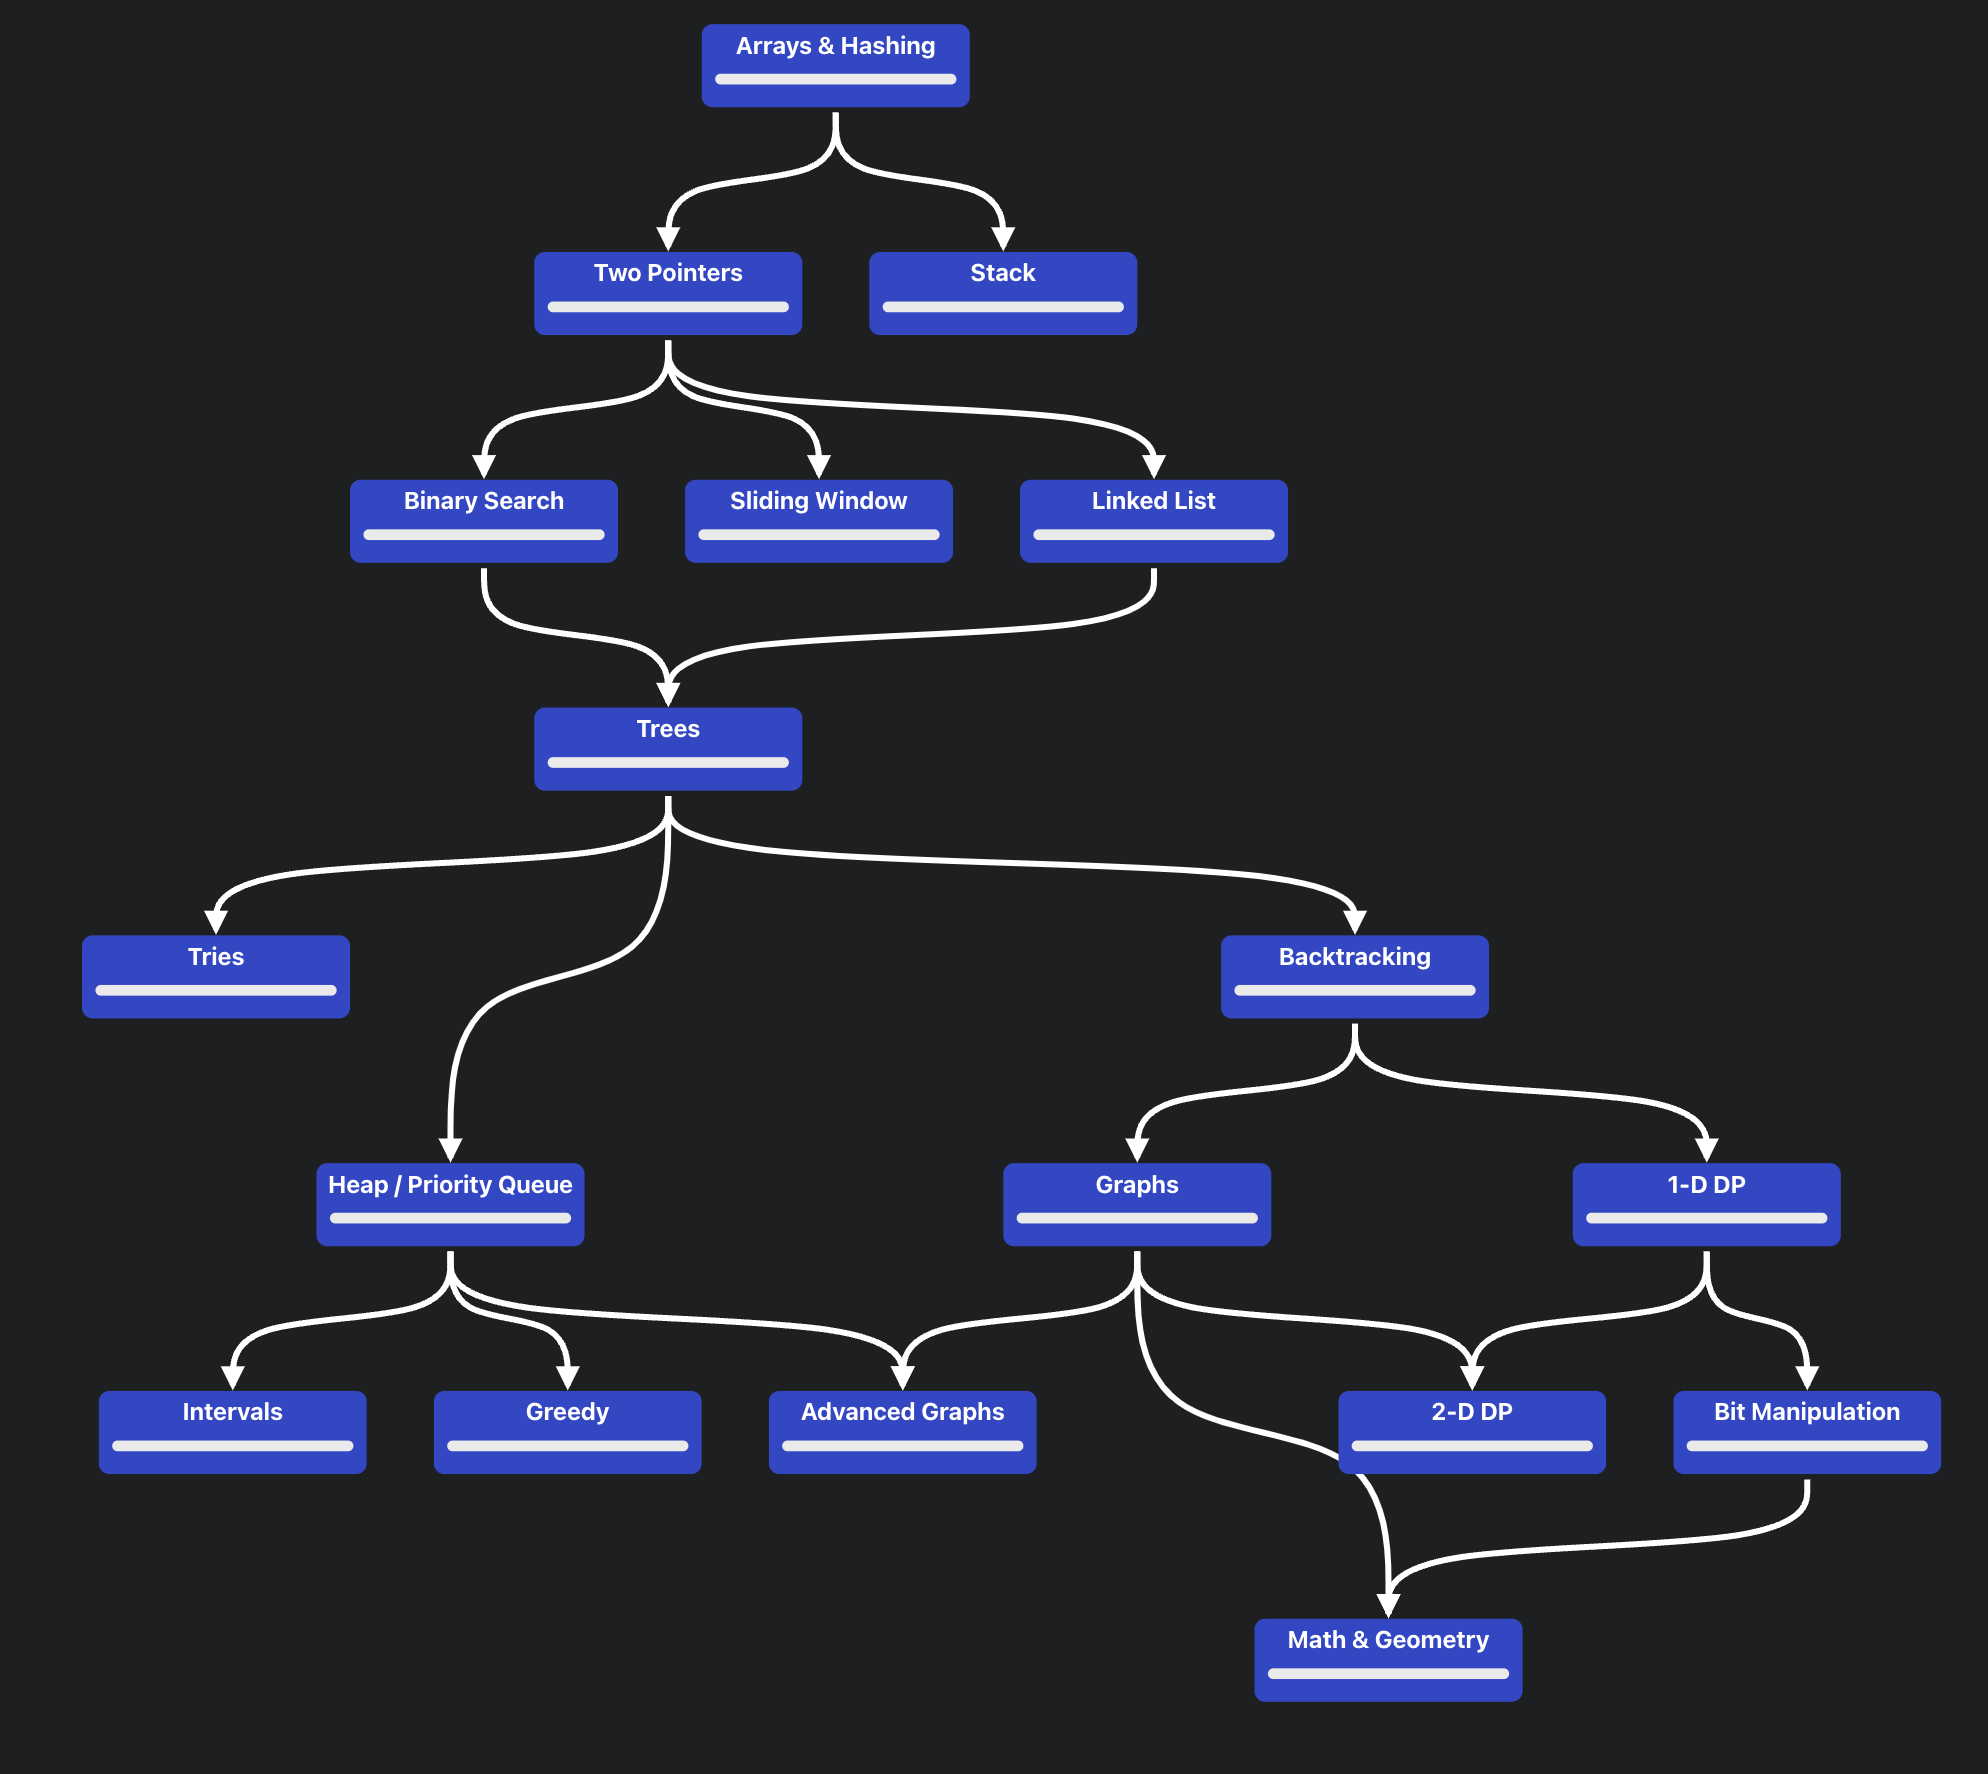 Arrays & Hashing
Two Pointers
Stack
Binary Search
Sliding Window
Linked List
Trees
Tries
Backtracking
Heap / Priority Queue
Graphs
1-D DP
Intervals
Greedy
Advanced Graphs
2-D DP
Bit Manipulation
Math & Geometry